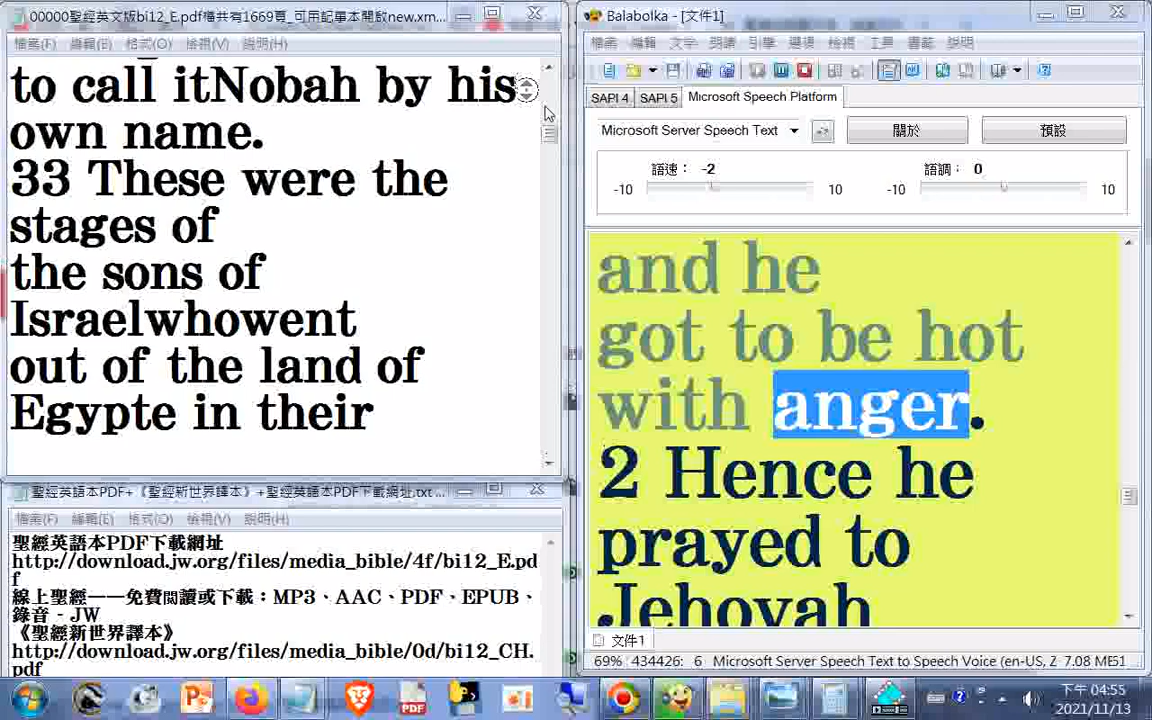 00000聖經英文版bi12_E.pdf檔共有1669頁_可用記事本開啟new.xm...
檔案(F) 編輯(E) 格式(O) 檢視(V) 說明(H)
to call itNobah by his
own name.
33 These were the
stages of
the sons of
Israelwhowent
out of the land of
Egypte in their
聖經英語本PDF+《聖經新世界譯本》+聖經英語本PDF下載網址.txt ...
檔案(F) 編輯(E) 格式(O) 檢視(V) 說明(H)
聖經英語本PDF下載網址
http://download.jw.org/files/media_bible/4f/bi12_E.pd
f
線上聖經——免費閱讀或下載：MP3、AAC、PDF、EPUB、
錄音 - JW
《聖經新世界譯本》
http://download.jw.org/files/media_bible/0d/bi12_CH.
pdf
Balabolka - [文件1]
檔案 編輯 文字 朗讀 引擎 選項 檢視 工具 書籤 說明
SAPI 4 SAPI 5 Microsoft Speech Platform
Microsoft Server Speech Text 關於 預設
語速： -2 語調： 0
-10 10 -10 10
and he
got to be hot
with anger.
2 Hence he
prayed to
Jehovah
文件1
69% 434426: 6 Microsoft Server Speech Text to Speech Voice (en-US, Z 7.08 МБ51
下午 04:55
2021/11/13